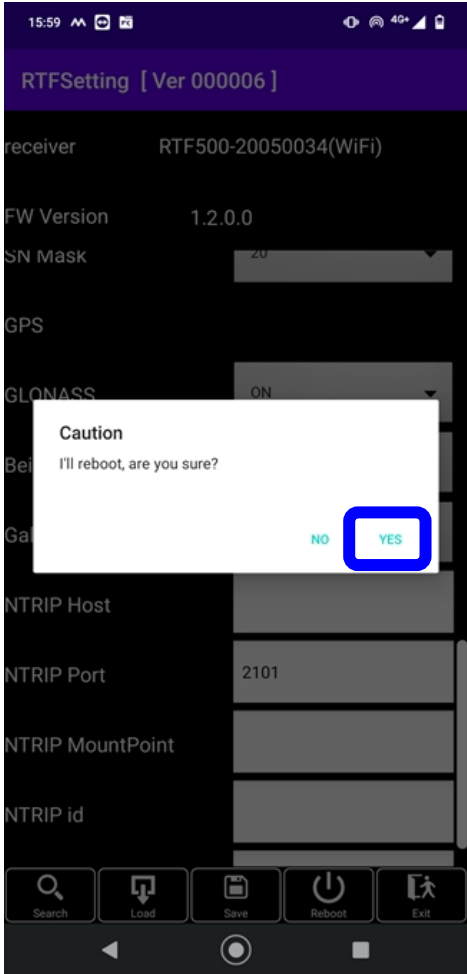 15:59 4G+
RTFSetting [ Ver 000006 ]
receiver RTF500-20050034(WiFi)
FW Version 1.2.0.0
SN Mask 20
GPS
GLONASS ON
Caution
Bei
I'll reboot, are you sure?
Gal
NO YES
NTRIP Host
NTRIP Port 2101
NTRIP MountPoint
NTRIP id
Search Load Save Reboot Exit